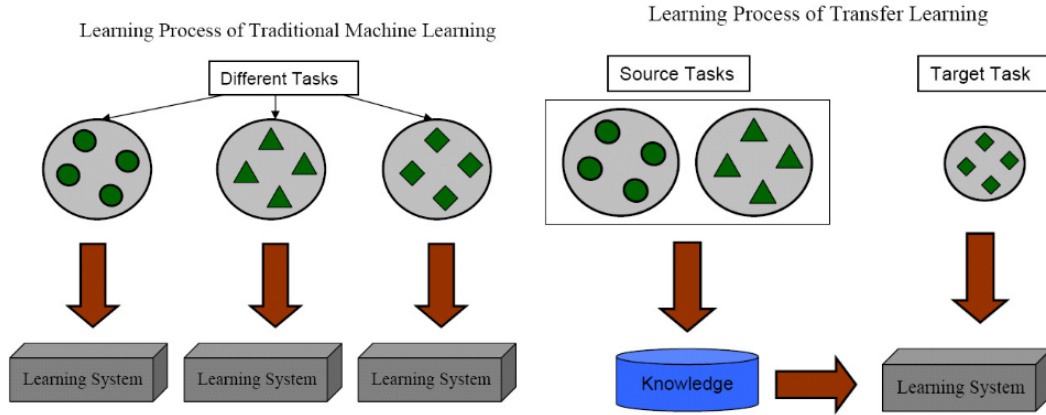 Learning Process of Traditional Machine Learning
Different Tasks
Learning System
Learning System
Learning System
Learning Process of Transfer Learning
Source Tasks
Target Task
Knowledge
Learning System